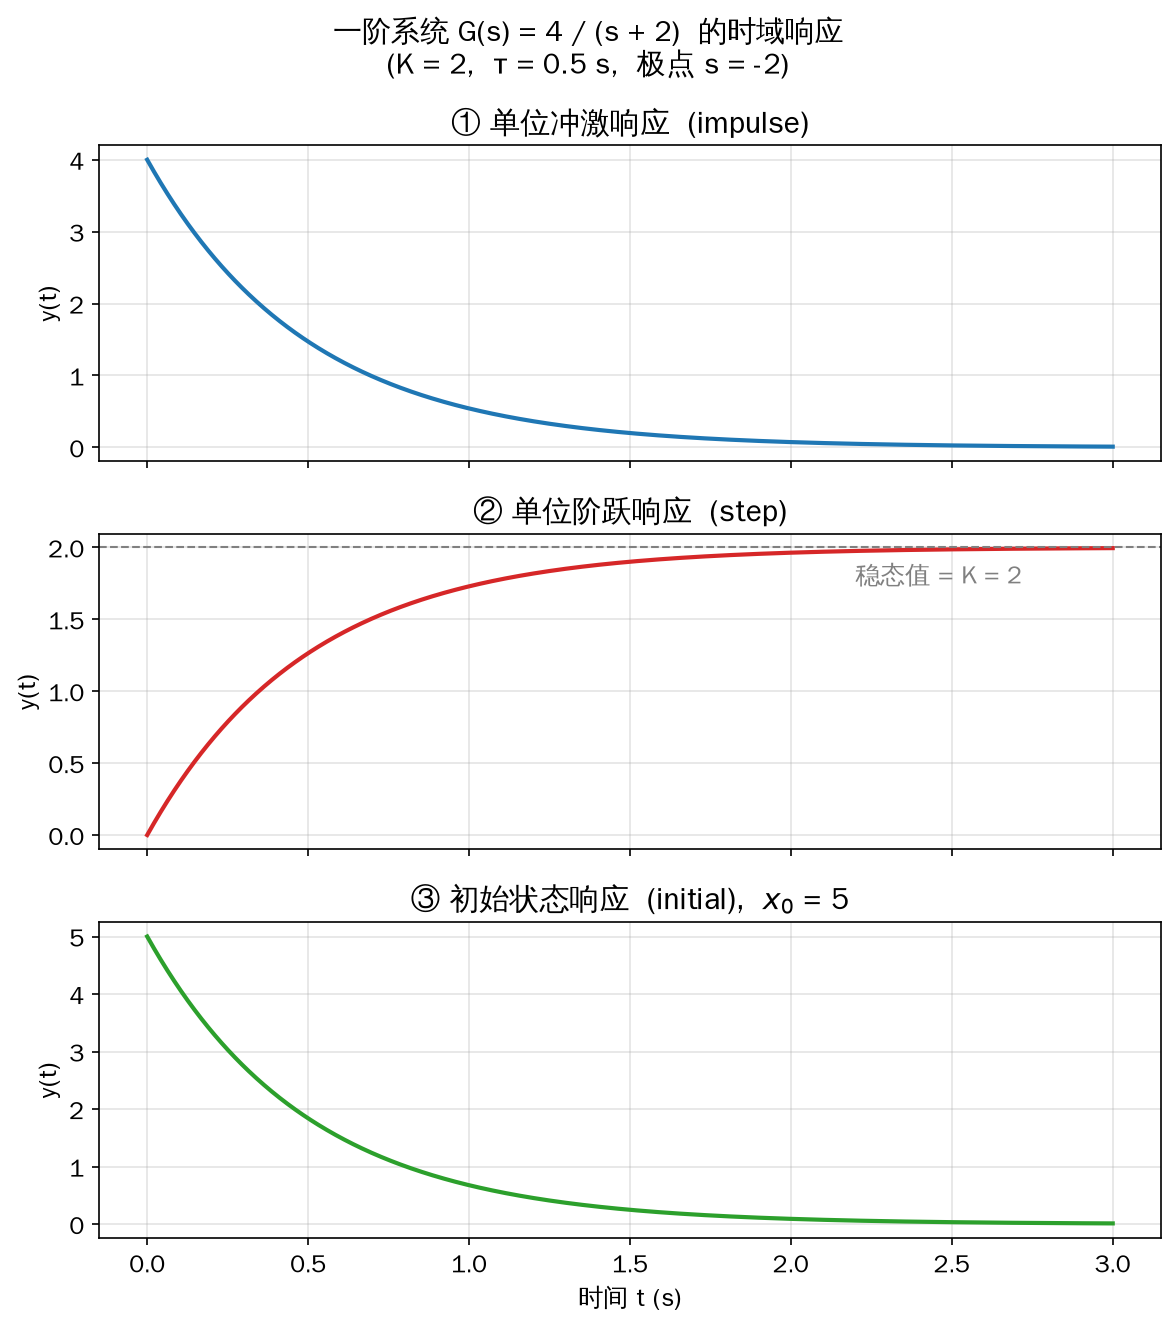 一阶系统 G(s) = 4 / (s + 2) 的时域响应
(K = 2, τ = 0.5 s, 极点 s = -2)
① 单位冲激响应 (impulse)
4
3
2
1
0
y(t)
② 单位阶跃响应 (step)
2.0
1.5
1.0
0.5
0.0
y(t)
稳态值 = K = 2
③ 初始状态响应 (initial), x₀ = 5
5
4
3
2
1
0
y(t)
0.0 0.5 1.0 1.5 2.0 2.5 3.0
时间 t (s)